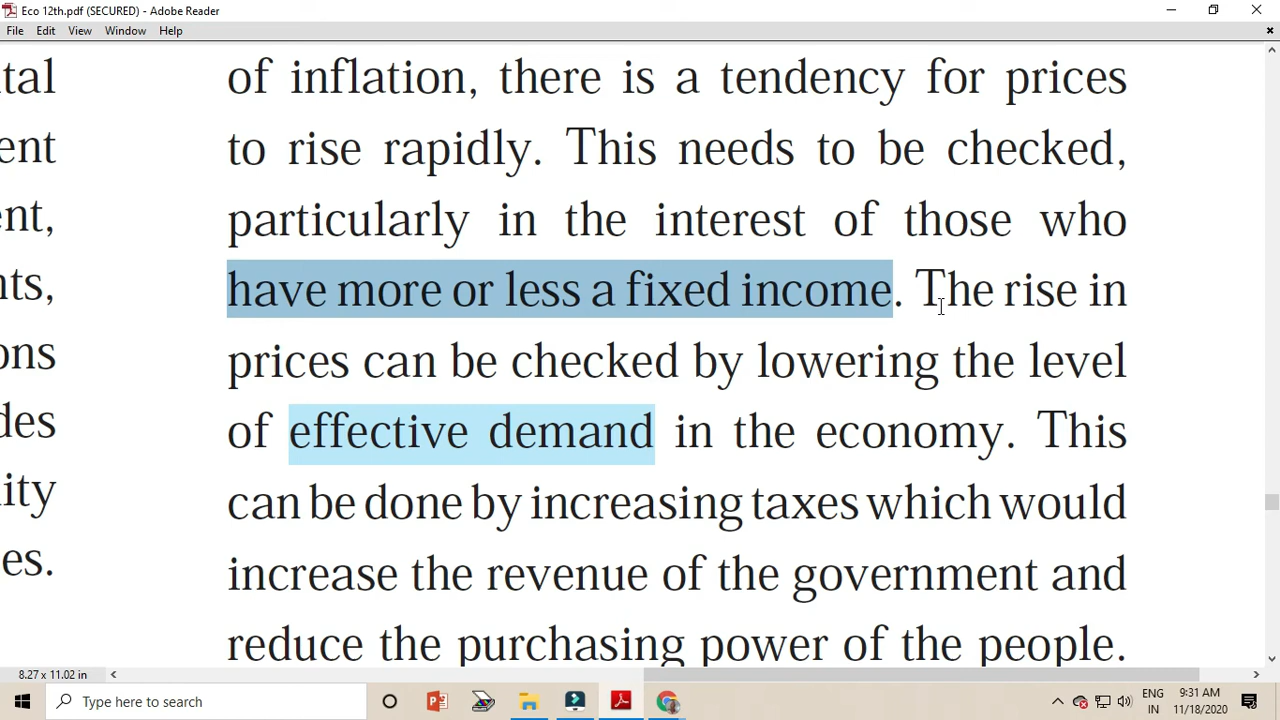 Eco 12th.pdf (SECURED) - Adobe Reader
File Edit View Window Help
tal
ent
ent,
nts,
ons
des
ity
es.
of inflation, there is a tendency for prices
to rise rapidly. This needs to be checked,
particularly in the interest of those who
have more or less a fixed income. The rise in
prices can be checked by lowering the level
of effective demand in the economy. This
can be done by increasing taxes which would
increase the revenue of the government and
reduce the purchasing power of the people.
8.27 x 11.02 in
Type here to search
ENG
IN
9:31 AM
11/18/2020